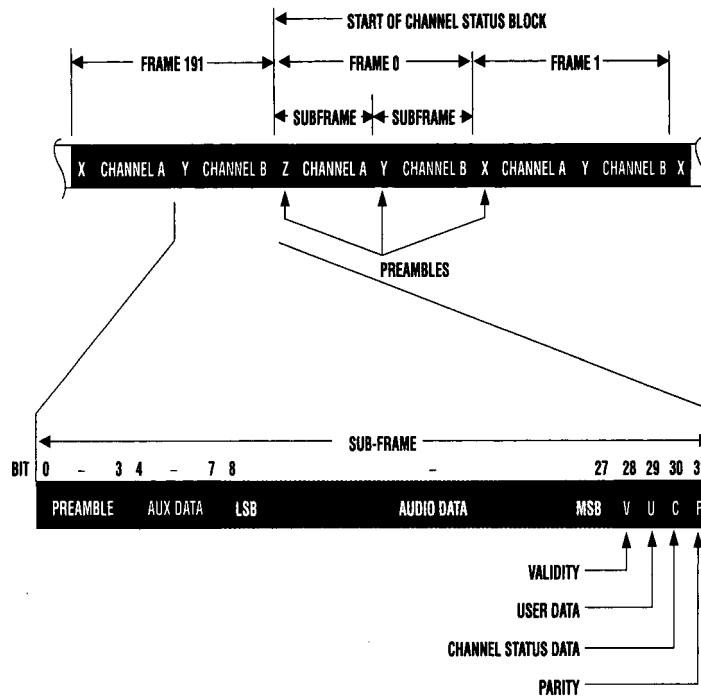 START OF CHANNEL STATUS BLOCK
FRAME 191 FRAME 0 FRAME 1
SUBFRAME SUBFRAME
X CHANNEL A Y CHANNEL B Z CHANNEL A Y CHANNEL B X CHANNEL A Y CHANNEL B X
PREAMBLES
SUB-FRAME
BIT 0 – 3 4 – 7 8 – 27 28 29 30
PREAMBLE AUX DATA LSB AUDIO DATA MSB V U C
VALIDITY
USER DATA
CHANNEL STATUS DATA
PARITY